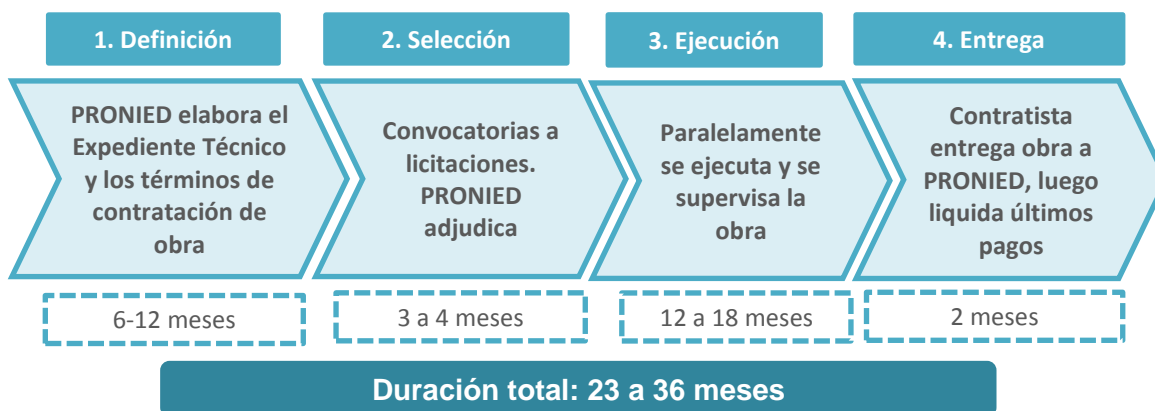 1. Definición
2. Selección
3. Ejecución
4. Entrega
PRONIED elabora el
Expediente Técnico
y los términos de
contratación de
obra
Convocatorias a
licitaciones.
PRONIED
adjudica
Paralelamente
se ejecuta y se
supervisa la
obra
Contratista
entrega obra a
PRONIED, luego
liquida últimos
pagos
6-12 meses
3 a 4 meses
12 a 18 meses
2 meses
Duración total: 23 a 36 meses